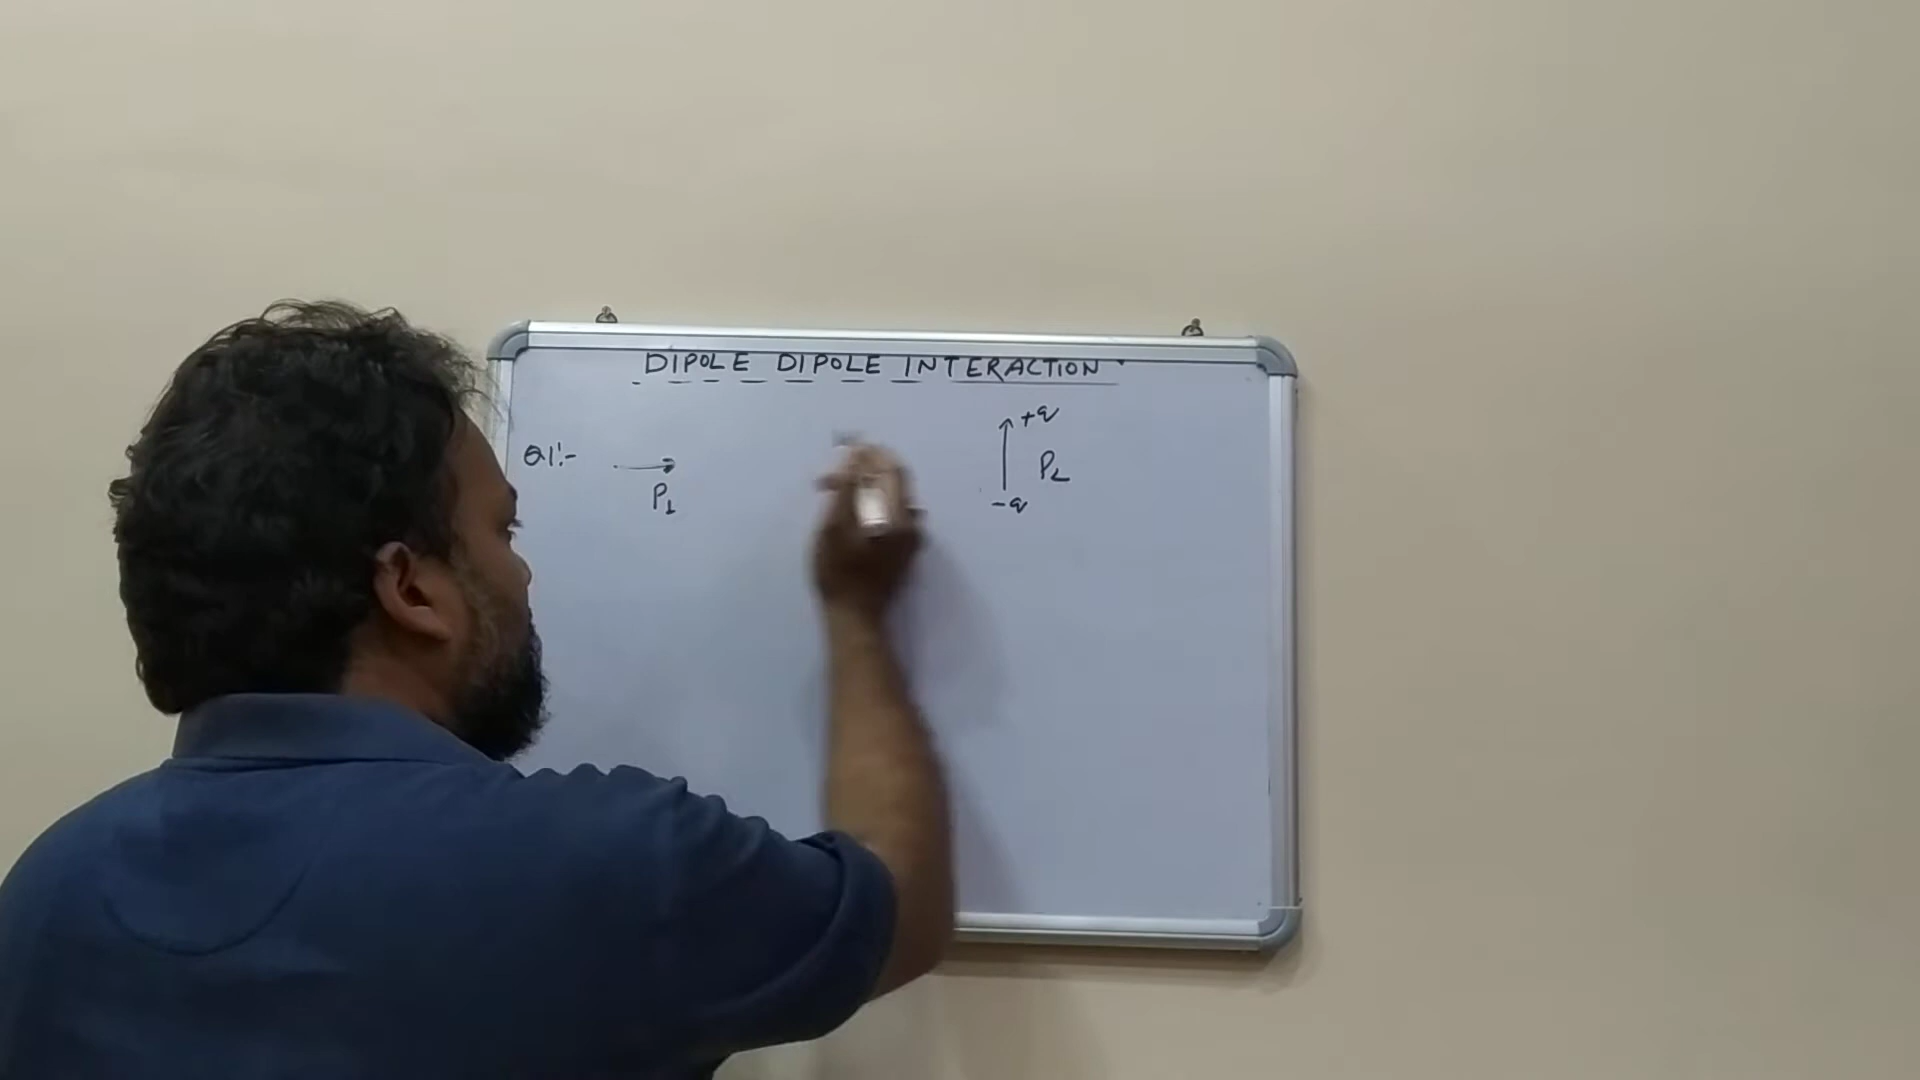 DIPOLE DIPOLE INTERACTION
Q1:-
+q
P1
P2
-q